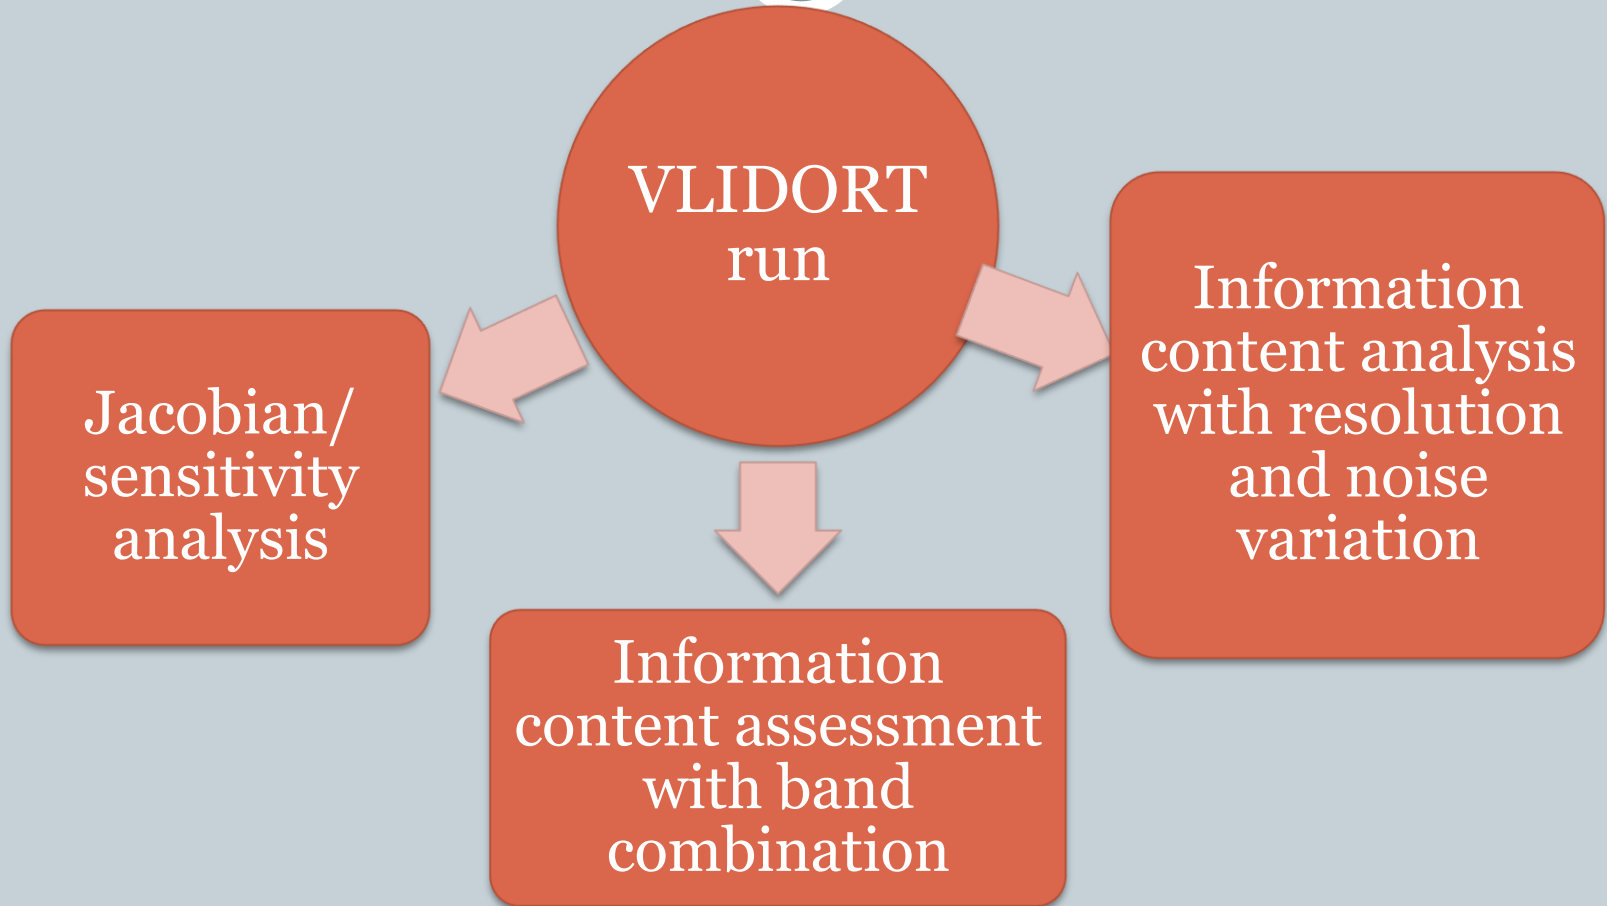 VLIDORT
run
Jacobian/
sensitivity
analysis
Information
content assessment
with band
combination
Information
content analysis
with resolution
and noise
variation